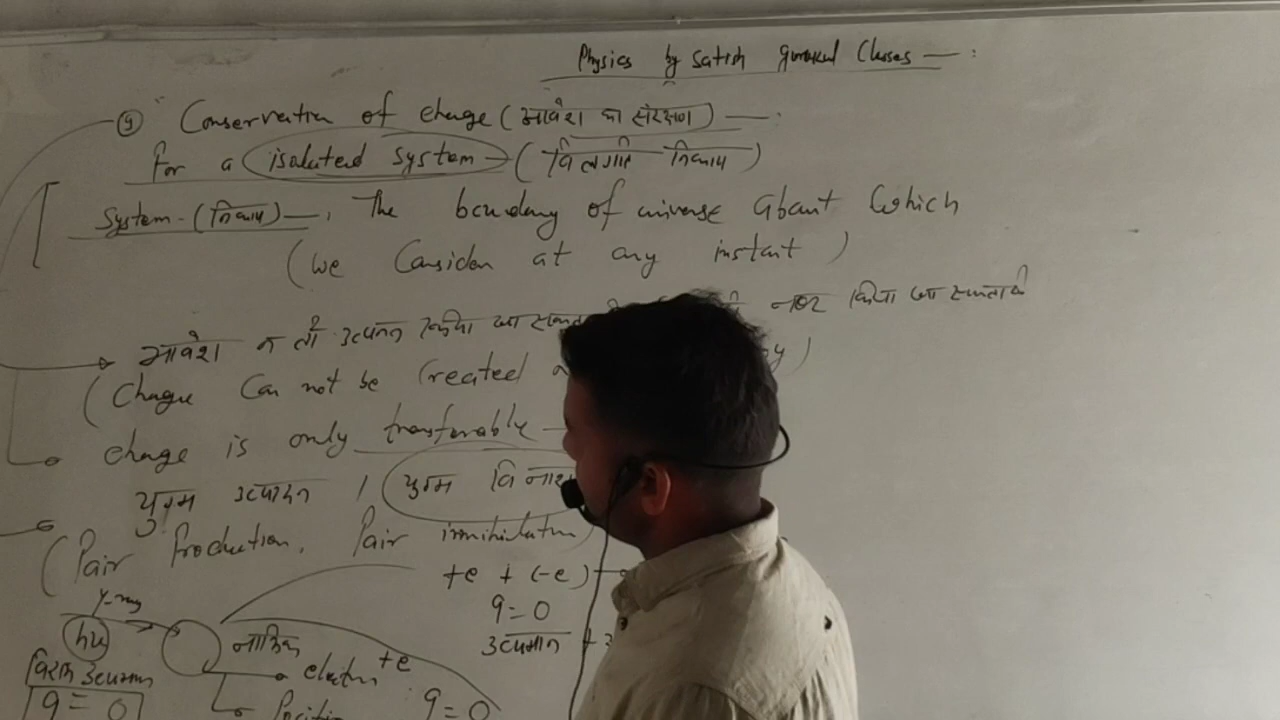 Physics by Satish gurukul Classes — :
⑨ Conservation of charge (आवेश का संरक्षण) — :
For a isolated system — ( विलगति निकाय )
System - (निकाय) — , The boundary of universe about which
(we Consider at any instant )
आवेश न तो उत्पन्न किया जा सकता नष्ट किया जा सकता है
( Charge Can not be Created
charge is only transferable —
युग्म उत्पादन / युग्म विनाश
( Pair Production, Pair
+e + (-e)
q = 0
γ-ray
hν
नाभिक
उत्पादन +
electron +e
q = 0
q = 0